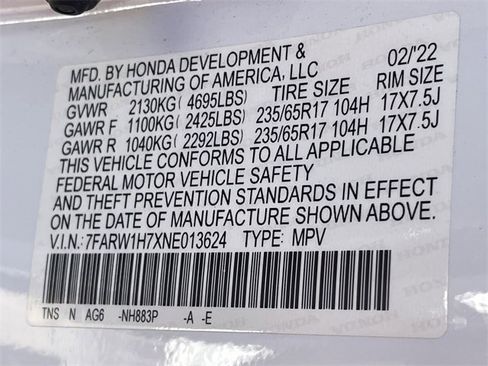 MFD. BY HONDA DEVELOPMENT & 02/'22
MANUFACTURING OF AMERICA, LLC
GVWR 2130KG ( 4695LBS) TIRE SIZE RIM SIZE
GAWR F 1100KG ( 2425LBS) 235/65R17 104H 17X7.5J
GAWR R 1040KG ( 2292LBS) 235/65R17 104H 17X7.5J
THIS VEHICLE CONFORMS TO ALL APPLICABLE
FEDERAL MOTOR VEHICLE SAFETY
AND THEFT PREVENTION STANDARDS IN EFFECT
ON THE DATE OF MANUFACTURE SHOWN ABOVE.
V.I.N.: 7FARW1H7XNE013624 TYPE: MPV
TNS N AG6 -NH883P -A -E